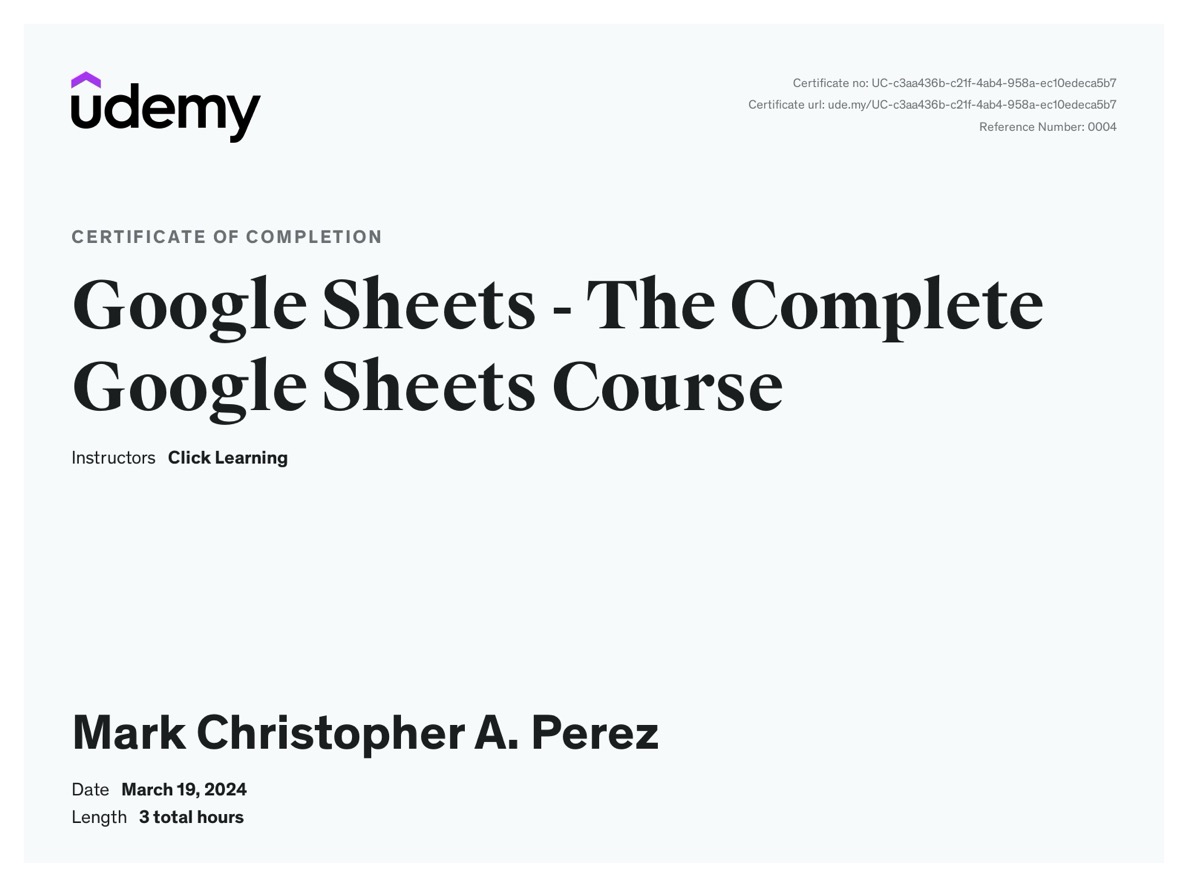 udemy
Certificate no: UC-c3aa436b-c21f-4ab4-958a-ec10edeca5b7
Certificate url: ude.my/UC-c3aa436b-c21f-4ab4-958a-ec10edeca5b7
Reference Number: 0004
CERTIFICATE OF COMPLETION
Google Sheets - The Complete
Google Sheets Course
Instructors Click Learning
Mark Christopher A. Perez
Date March 19, 2024
Length 3 total hours